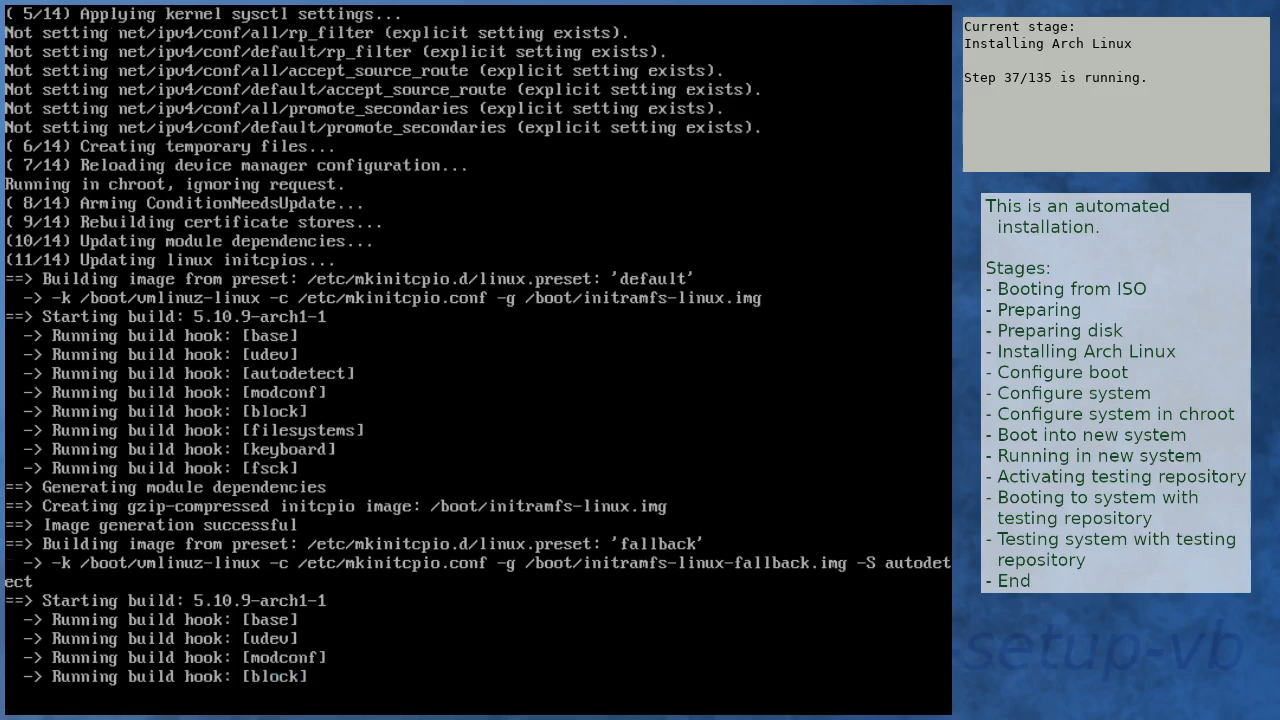 ( 5/14) Applying kernel sysctl settings...
Not setting net/ipv4/conf/all/rp_filter (explicit setting exists).
Not setting net/ipv4/conf/default/rp_filter (explicit setting exists).
Not setting net/ipv4/conf/all/accept_source_route (explicit setting exists).
Not setting net/ipv4/conf/default/accept_source_route (explicit setting exists).
Not setting net/ipv4/conf/all/promote_secondaries (explicit setting exists).
Not setting net/ipv4/conf/default/promote_secondaries (explicit setting exists).
( 6/14) Creating temporary files...
( 7/14) Reloading device manager configuration...
Running in chroot, ignoring request.
( 8/14) Arming ConditionNeedsUpdate...
( 9/14) Rebuilding certificate stores...
(10/14) Updating module dependencies...
(11/14) Updating linux initcpios...
==> Building image from preset: /etc/mkinitcpio.d/linux.preset: 'default'
  -> -k /boot/vmlinuz-linux -c /etc/mkinitcpio.conf -g /boot/initramfs-linux.img
==> Starting build: 5.10.9-arch1-1
  -> Running build hook: [base]
  -> Running build hook: [udev]
  -> Running build hook: [autodetect]
  -> Running build hook: [modconf]
  -> Running build hook: [block]
  -> Running build hook: [filesystems]
  -> Running build hook: [keyboard]
  -> Running build hook: [fsck]
==> Generating module dependencies
==> Creating gzip-compressed initcpio image: /boot/initramfs-linux.img
==> Image generation successful
==> Building image from preset: /etc/mkinitcpio.d/linux.preset: 'fallback'
  -> -k /boot/vmlinuz-linux -c /etc/mkinitcpio.conf -g /boot/initramfs-linux-fallback.img -S autodet
ect
==> Starting build: 5.10.9-arch1-1
  -> Running build hook: [base]
  -> Running build hook: [udev]
  -> Running build hook: [modconf]
  -> Running build hook: [block]
Current stage:
Installing Arch Linux
Step 37/135 is running.
This is an automated
installation.
Stages:
- Booting from ISO
- Preparing
- Preparing disk
- Installing Arch Linux
- Configure boot
- Configure system
- Configure system in chroot
- Boot into new system
- Running in new system
- Activating testing repository
- Booting to system with
testing repository
- Testing system with testing
repository
- End
setup-vb